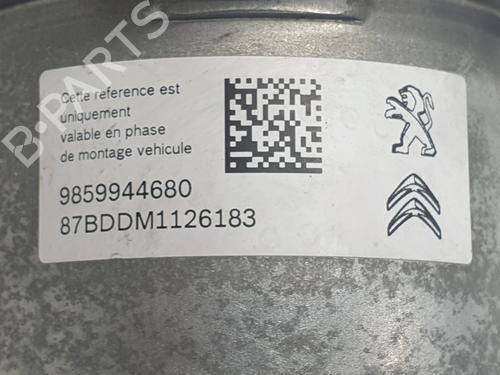 Cette reference est
uniquement
valable en phase
de montage vehicule
9859944680
87BDDM1126183
B-PARTS